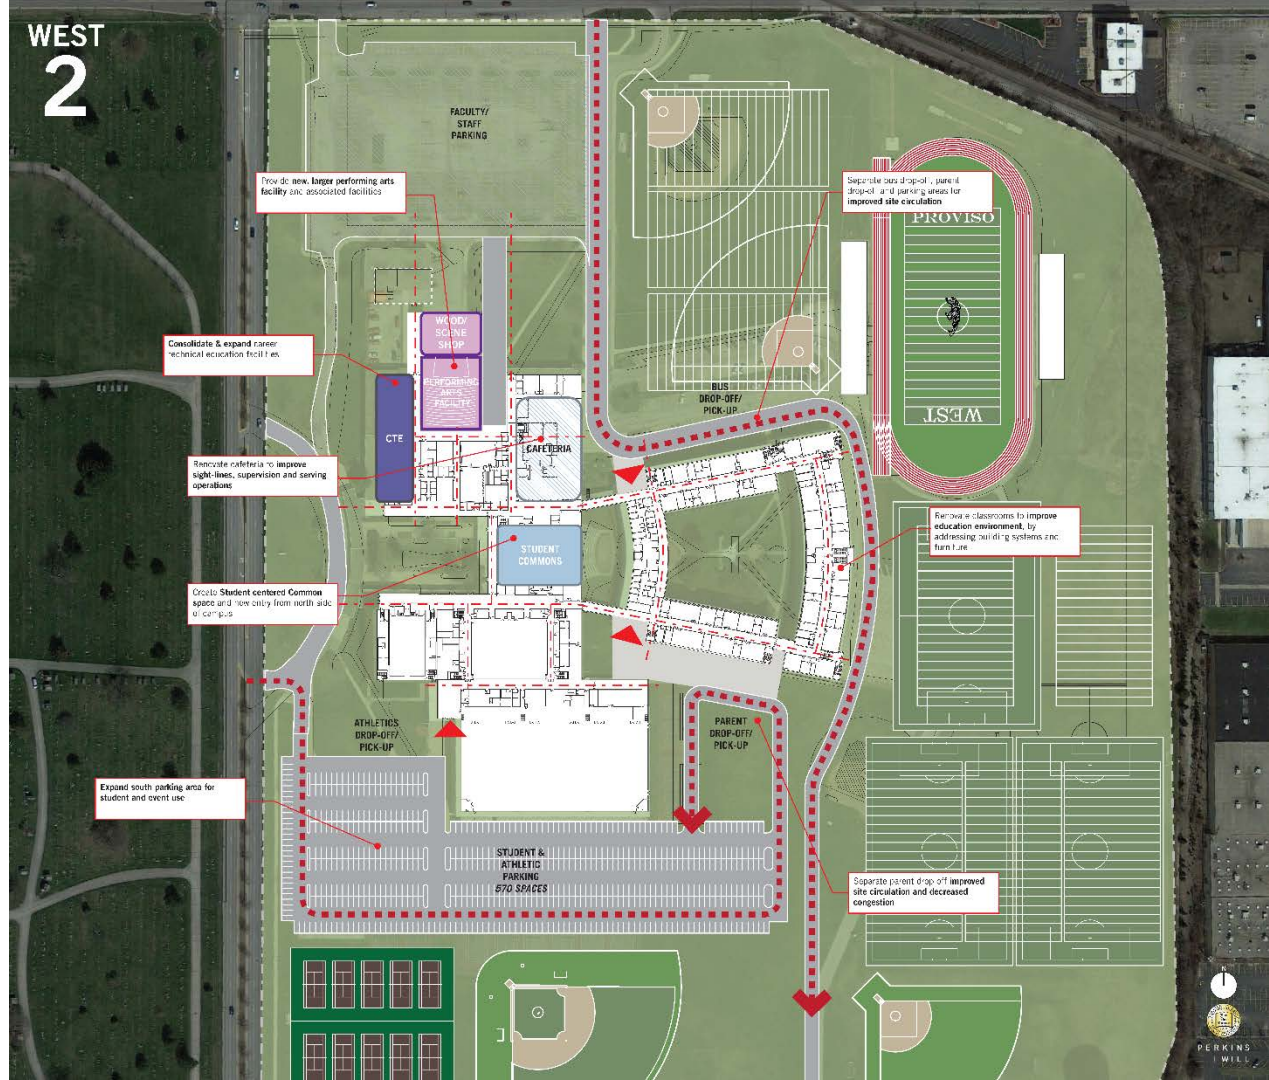 WEST
2
FACULTY/
STAFF
PARKING
Provide new, larger performing arts
facility and associated facilities
Separate bus drop-off, parent
drop-off and parking areas for
improved site circulation
PROVISO
WOOD/
SCENE
SHOP
Consolidate & expand career
technical education facilities
PERFORMING
ARTS
FACILITY
BUS
DROP-OFF/
PICK-UP
WEST
CTE
CAFETERIA
Renovate cafeteria to improve
sight-lines, supervision and serving
operations
Renovate classrooms to improve
education environment, by
addressing building systems and
furniture
STUDENT
COMMONS
Create Student centered Common
space and new entry from north side
of campus
ATHLETICS
DROP-OFF/
PICK-UP
PARENT
DROP-OFF/
PICK-UP
Expand south parking area for
student and event use
STUDENT &
ATHLETIC
PARKING
570 SPACES
Separate parent drop off improved
site circulation and decreased
congestion
N
PERKINS
+WILL